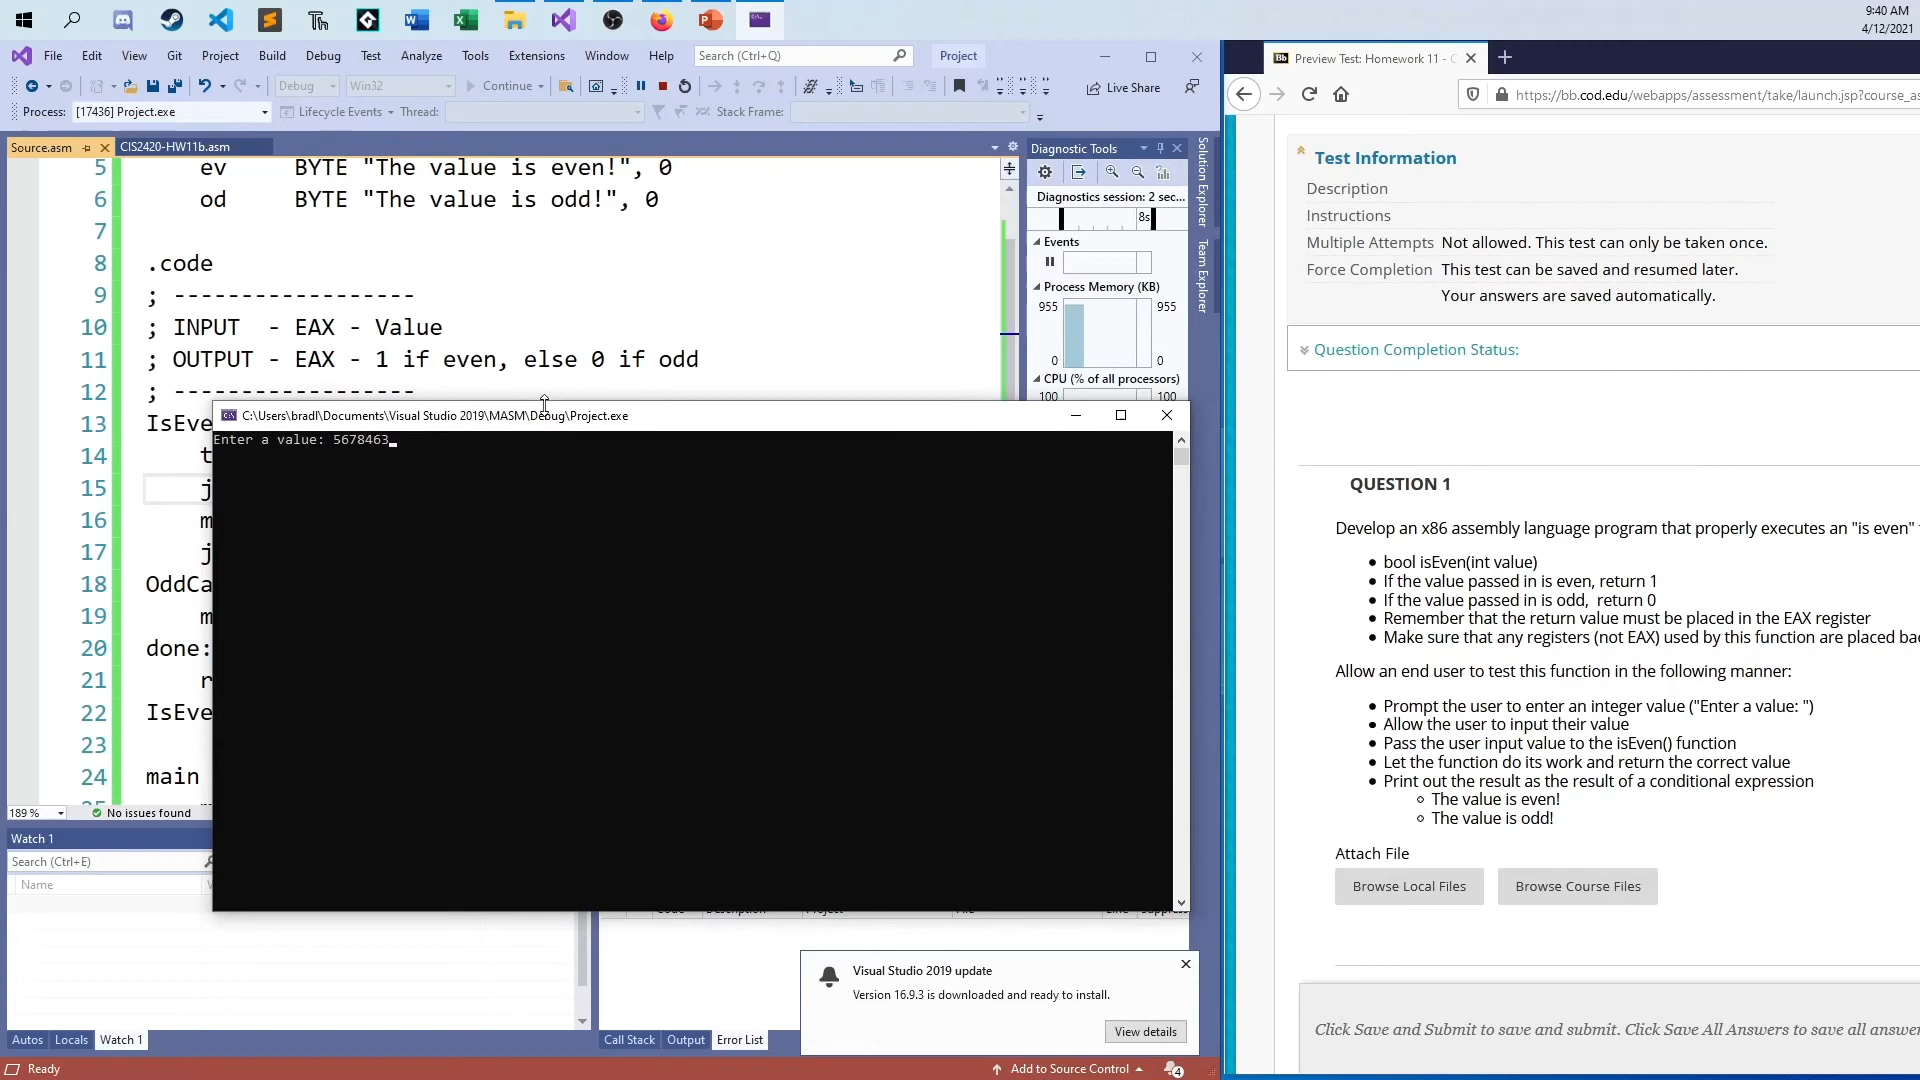 9:40 AM
4/12/2021
File Edit View Git Project Build Debug Test Analyze Tools Extensions Window Help Search (Ctrl+Q) Project
Debug Win32 Continue Live Share
Process: [17436] Project.exe Lifecycle Events Thread: Stack Frame:
Source.asm CIS2420-HW11b.asm
5 ev BYTE "The value is even!", 0
6 od BYTE "The value is odd!", 0
7
8 .code
9 ; ------------------
10 ; INPUT - EAX - Value
11 ; OUTPUT - EAX - 1 if even, else 0 if odd
12 ; ------------------
13 IsEve
14 t
15 j
16 m
17 j
18 OddCa
19 m
20 done:
21 r
22 IsEve
23
24 main
189 % No issues found
C:\Users\bradl\Documents\Visual Studio 2019\MASM\Debug\Project.exe
Enter a value: 5678463
Diagnostic Tools
Diagnostics session: 2 sec...
8s
Events
Process Memory (KB)
955 955
0 0
CPU (% of all processors)
100 100
Solution Explorer
Team Explorer
Watch 1
Search (Ctrl+E)
Name
Autos Locals Watch 1
Call Stack Output Error List
Visual Studio 2019 update
Version 16.9.3 is downloaded and ready to install.
View details
Ready Add to Source Control 4
Bb Preview Test: Homework 11 - C
https://bb.cod.edu/webapps/assessment/take/launch.jsp?course_as
Test Information
Description
Instructions
Multiple Attempts Not allowed. This test can only be taken once.
Force Completion This test can be saved and resumed later.
Your answers are saved automatically.
Question Completion Status:
QUESTION 1
Develop an x86 assembly language program that properly executes an "is even"
• bool isEven(int value)
• If the value passed in is even, return 1
• If the value passed in is odd, return 0
• Remember that the return value must be placed in the EAX register
• Make sure that any registers (not EAX) used by this function are placed bac
Allow an end user to test this function in the following manner:
• Prompt the user to enter an integer value ("Enter a value: ")
• Allow the user to input their value
• Pass the user input value to the isEven() function
• Let the function do its work and return the correct value
• Print out the result as the result of a conditional expression
○ The value is even!
○ The value is odd!
Attach File
Browse Local Files Browse Course Files
Click Save and Submit to save and submit. Click Save All Answers to save all answer